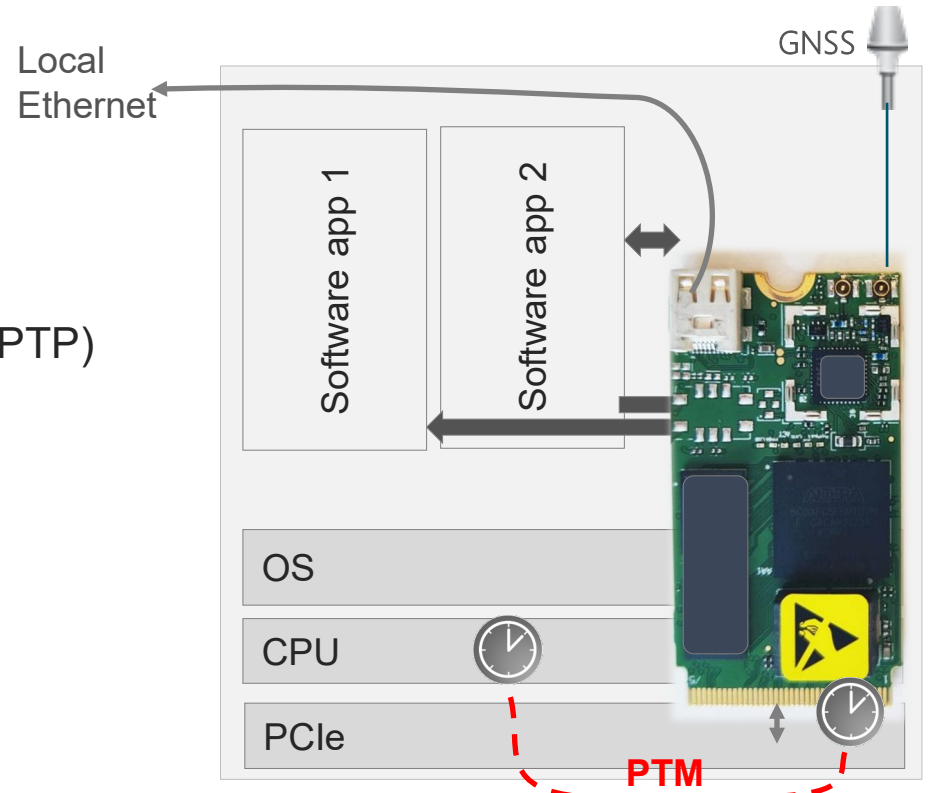 GNSS
Local
Ethernet
Software app 1
Software app 2
PTP)
OS
CPU
PCIe
PTM